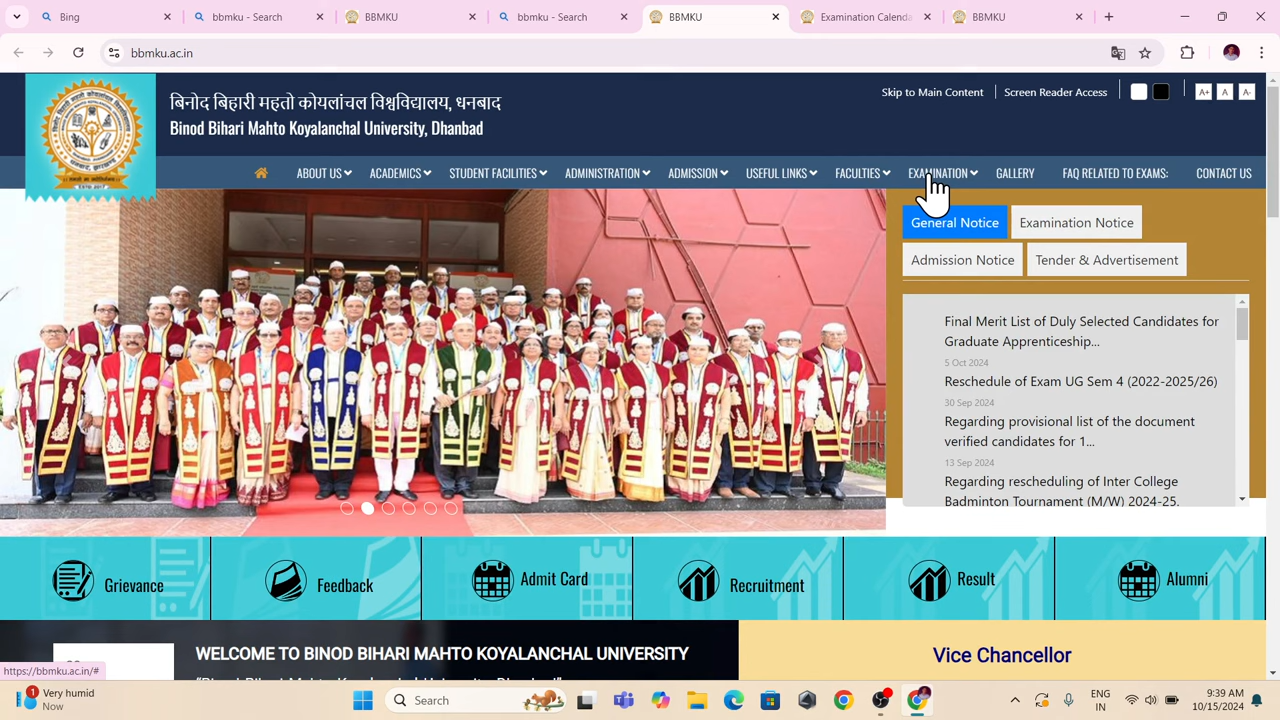 Bing
bbmku - Search
BBMKU
bbmku - Search
BBMKU
Examination Calenda
BBMKU
bbmku.ac.in
बिनोद बिहारी महतो कोयलांचल विश्वविद्यालय, धनबाद
Binod Bihari Mahto Koyalanchal University, Dhanbad
Skip to Main Content
Screen Reader Access
A+ A A-
ABOUT US ACADEMICS STUDENT FACILITIES ADMINISTRATION ADMISSION USEFUL LINKS FACULTIES EXAMINATION GALLERY FAQ RELATED TO EXAMS: CONTACT US
General Notice Examination Notice
Admission Notice Tender & Advertisement
Final Merit List of Duly Selected Candidates for
Graduate Apprenticeship...
5 Oct 2024
Reschedule of Exam UG Sem 4 (2022-2025/26)
30 Sep 2024
Regarding provisional list of the document
verified candidates for 1...
13 Sep 2024
Regarding rescheduling of Inter College
Badminton Tournament (M/W) 2024-25.
Grievance Feedback Admit Card Recruitment Result Alumni
WELCOME TO BINOD BIHARI MAHTO KOYALANCHAL UNIVERSITY
Vice Chancellor
https://bbmku.ac.in/#
1
Very humid
Now
Search
ENG
IN
9:39 AM
10/15/2024